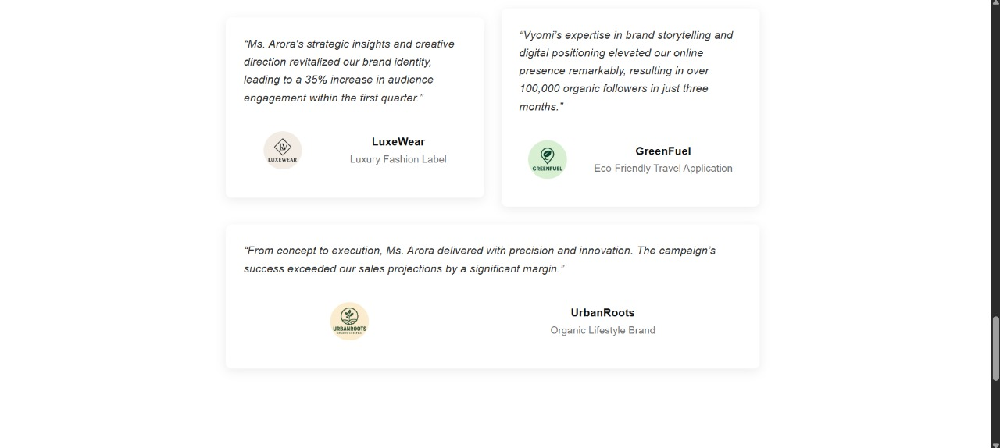 “Ms. Arora's strategic insights and creative
direction revitalized our brand identity,
leading to a 35% increase in audience
engagement within the first quarter.”
LUXEWEAR
LuxeWear
Luxury Fashion Label
“Vyomi’s expertise in brand storytelling and
digital positioning elevated our online
presence remarkably, resulting in over
100,000 organic followers in just three
months.”
GREENFUEL
GreenFuel
Eco-Friendly Travel Application
“From concept to execution, Ms. Arora delivered with precision and innovation. The campaign’s
success exceeded our sales projections by a significant margin.”
URBANROOTS
UrbanRoots
Organic Lifestyle Brand